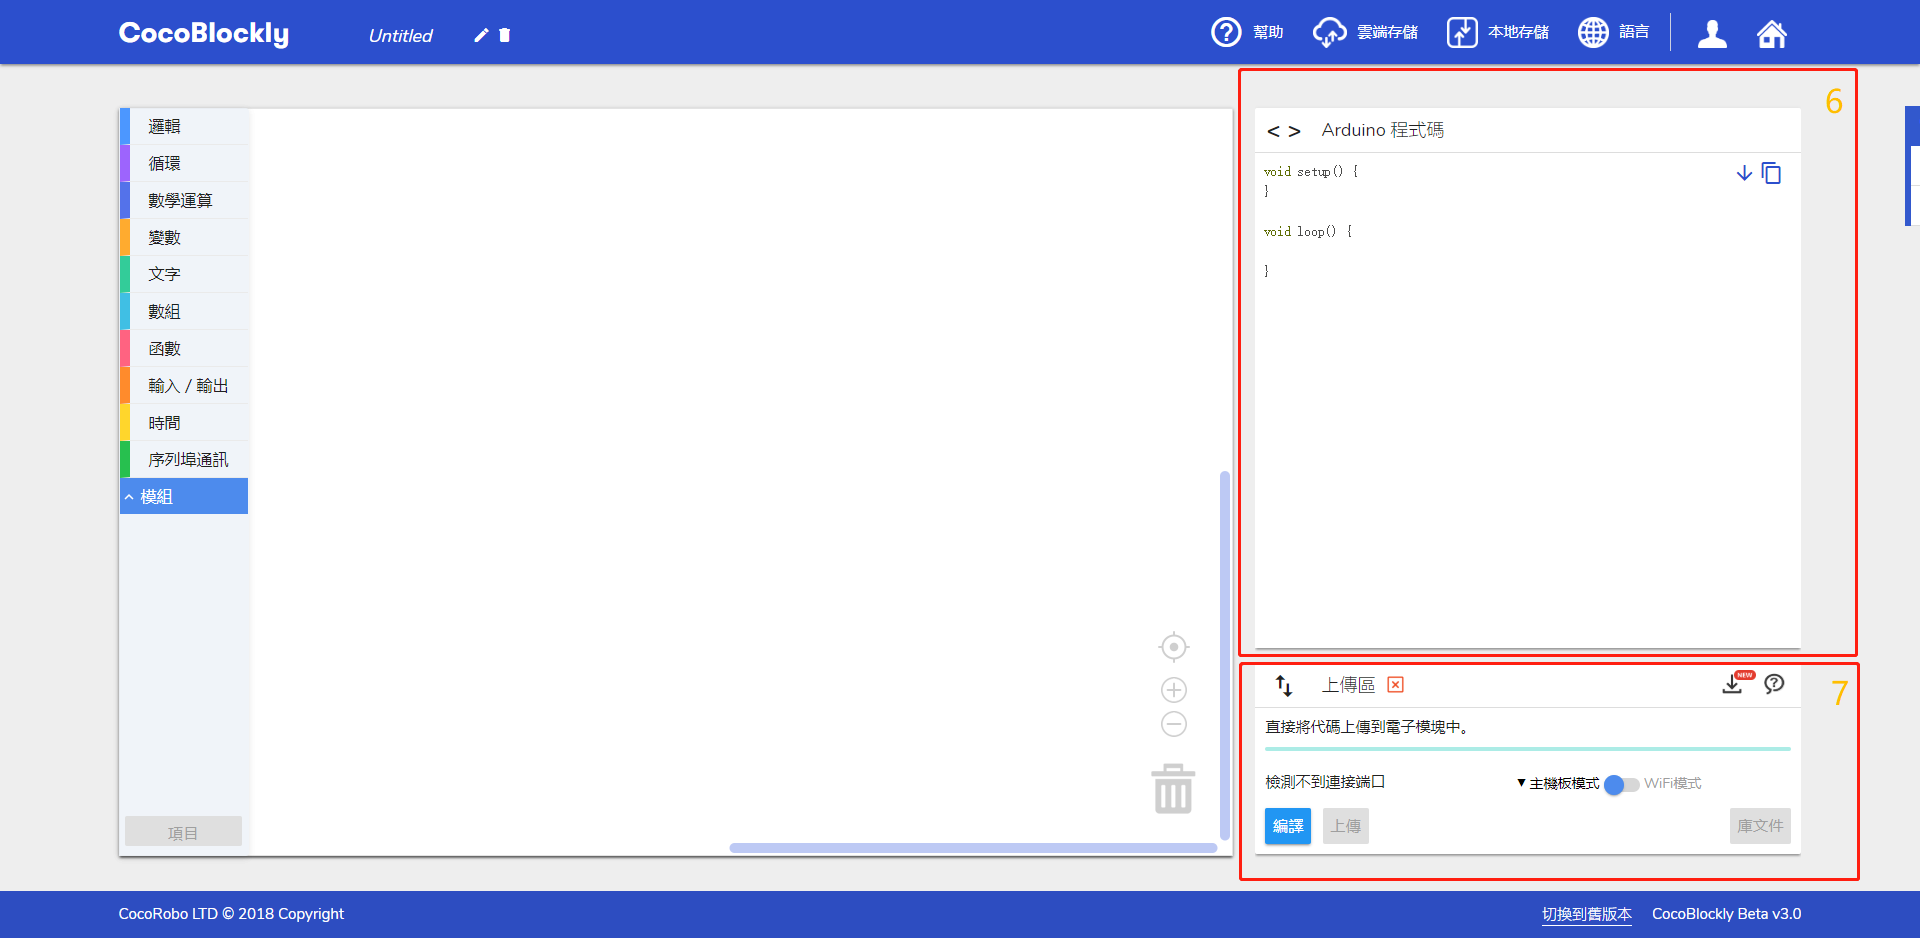 CocoBlockly
Untitled
幫助
雲端存儲
本地存儲
語言
邏輯
循環
數學運算
變數
文字
數組
函數
輸入 / 輸出
時間
序列埠通訊
模組
項目
6
< > Arduino 程式碼
void setup() {
}
void loop() {
}
7
上傳區
NEW
直接將代碼上傳到電子模塊中。
檢測不到連接端口
▼主機板模式
WiFi模式
編譯
上傳
庫文件
CocoRobo LTD © 2018 Copyright
切換到舊版本
CocoBlockly Beta v3.0